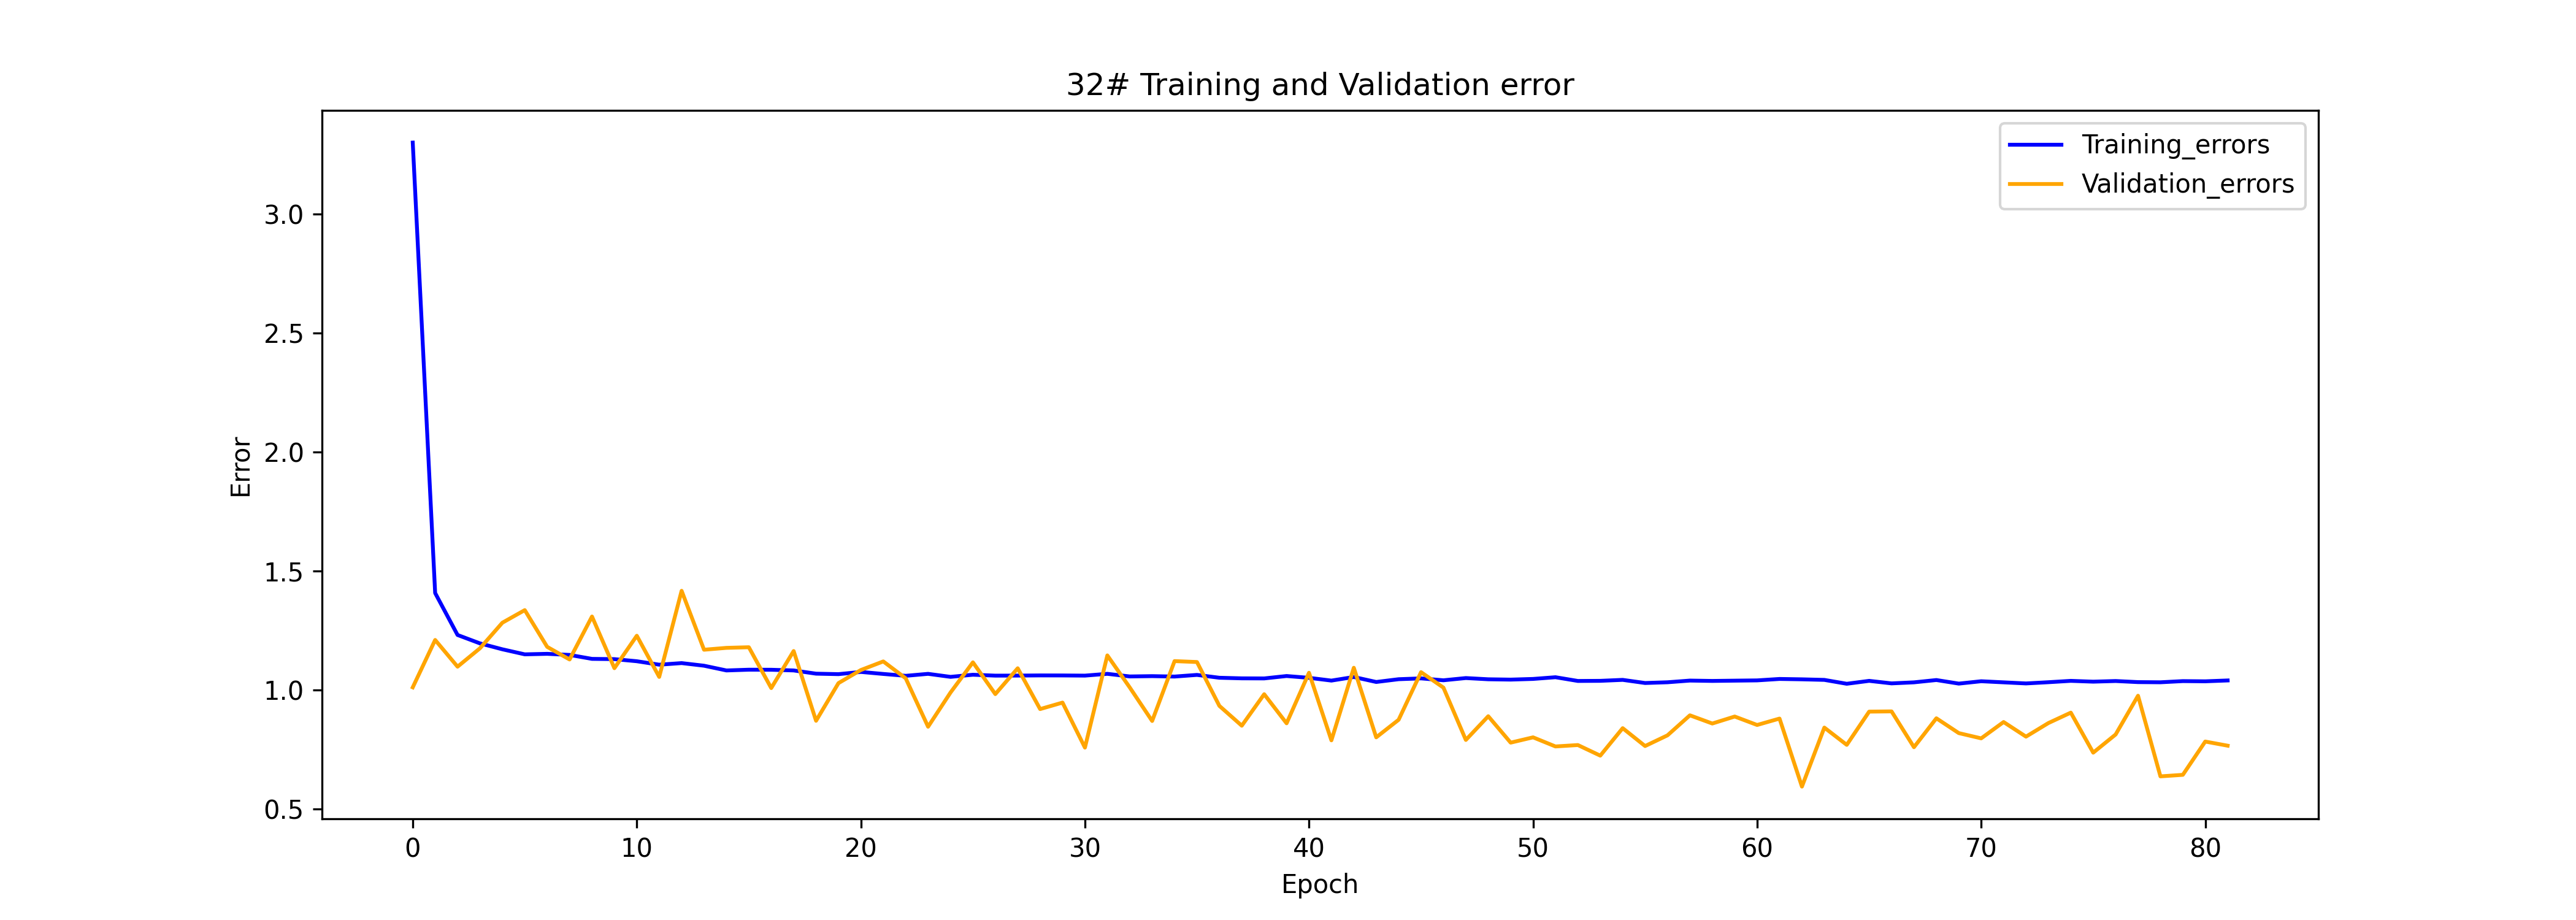 32# Training and Validation error
Training_errors
Validation_errors
Error
3.0
2.5
2.0
1.5
1.0
0.5
0 10 20 30 40 50 60 70 80
Epoch